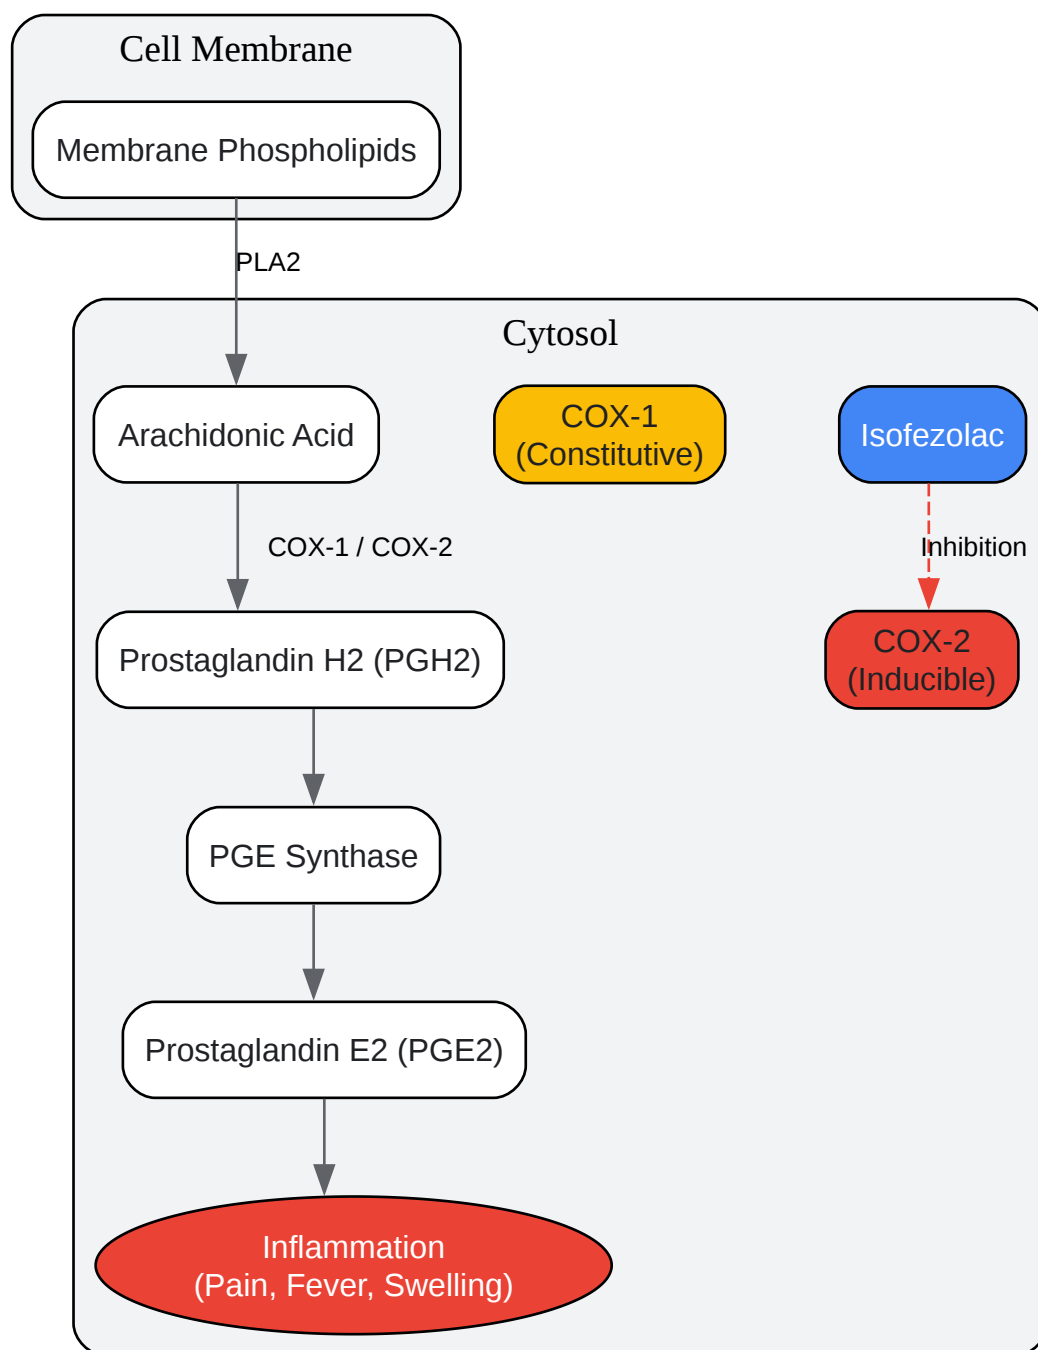 Cell Membrane
Membrane Phospholipids
PLA2
Cytosol
Arachidonic Acid
COX-1
(Constitutive)
Isofezolac
COX-1 / COX-2
Inhibition
Prostaglandin H2 (PGH2)
COX-2
(Inducible)
PGE Synthase
Prostaglandin E2 (PGE2)
Inflammation
(Pain, Fever, Swelling)